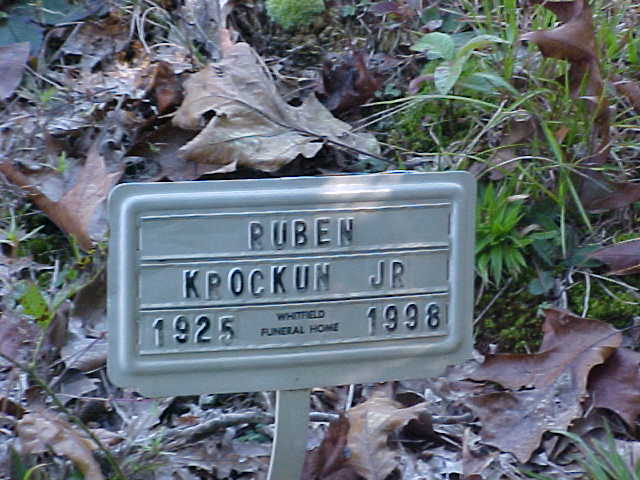 RUBEN
KROCKUN JR
1925 WHITFIELD FUNERAL HOME 1998